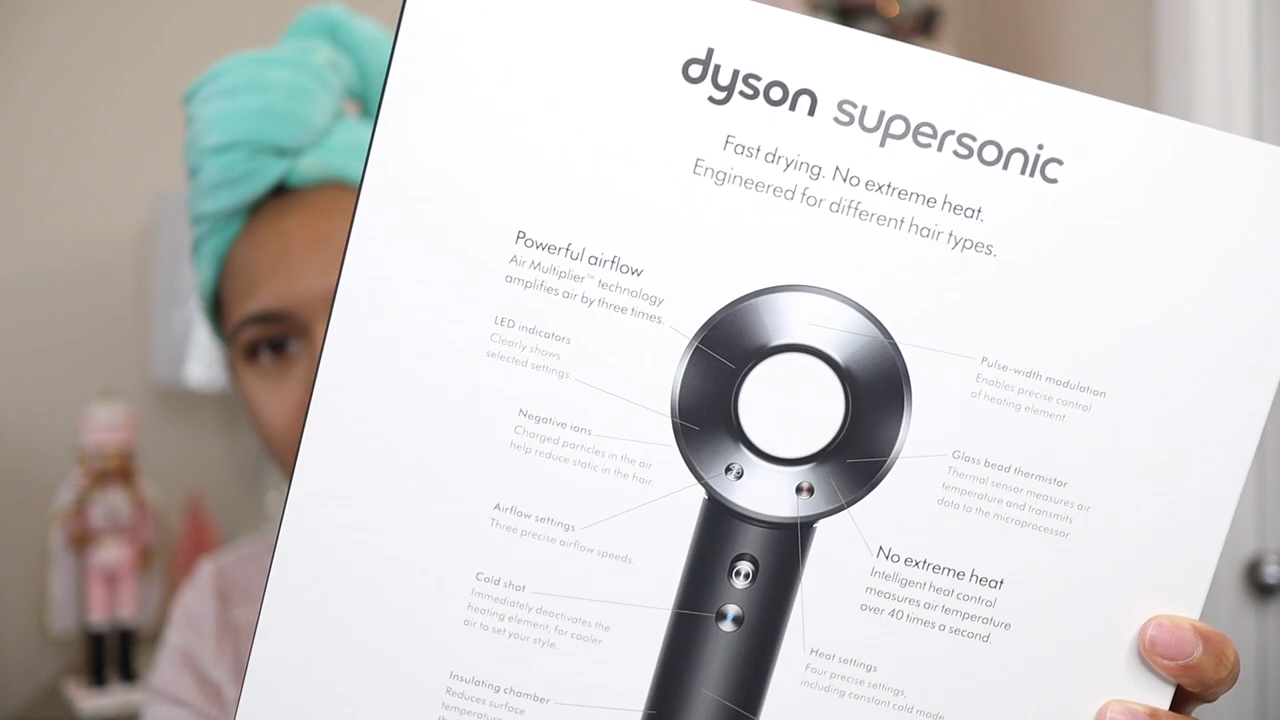 dyson supersonic
Fast drying. No extreme heat.
Engineered for different hair types.
Powerful airflow
Air Multiplier™ technology
amplifies air by three times.
LED indicators
Clearly shows
selected settings.
Negative ions
Charged particles in the air
help reduce static in the hair.
Airflow settings
Three precise airflow speeds.
Cold shot
Immediately deactivates the
heating element, for cooler
air to set your style.
Insulating chamber
Reduces surface
Pulse-width modulation
Enables precise control
of heating element.
Glass bead thermistor
Thermal sensor measures air
temperature and transmits
data to the microprocessor.
No extreme heat
Intelligent heat control
measures air temperature
over 40 times a second.
Heat settings
Four precise settings,
including constant cold mode.